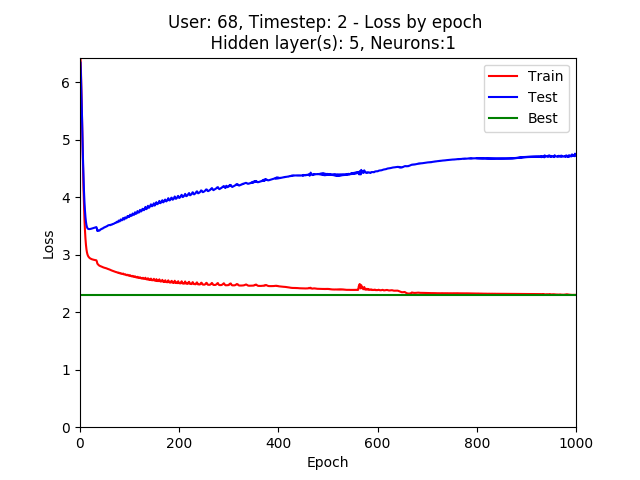 User: 68, Timestep: 2 - Loss by epoch
Hidden layer(s): 5, Neurons:1
Train
Test
Best
6
5
4
3
2
1
0
Loss
0 200 400 600 800 1000
Epoch